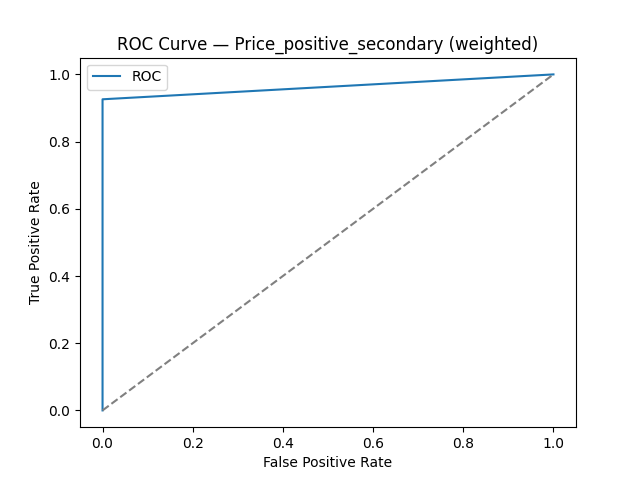 ROC Curve — Price_positive_secondary (weighted)
ROC
True Positive Rate
1.0
0.8
0.6
0.4
0.2
0.0
0.0 0.2 0.4 0.6 0.8 1.0
False Positive Rate